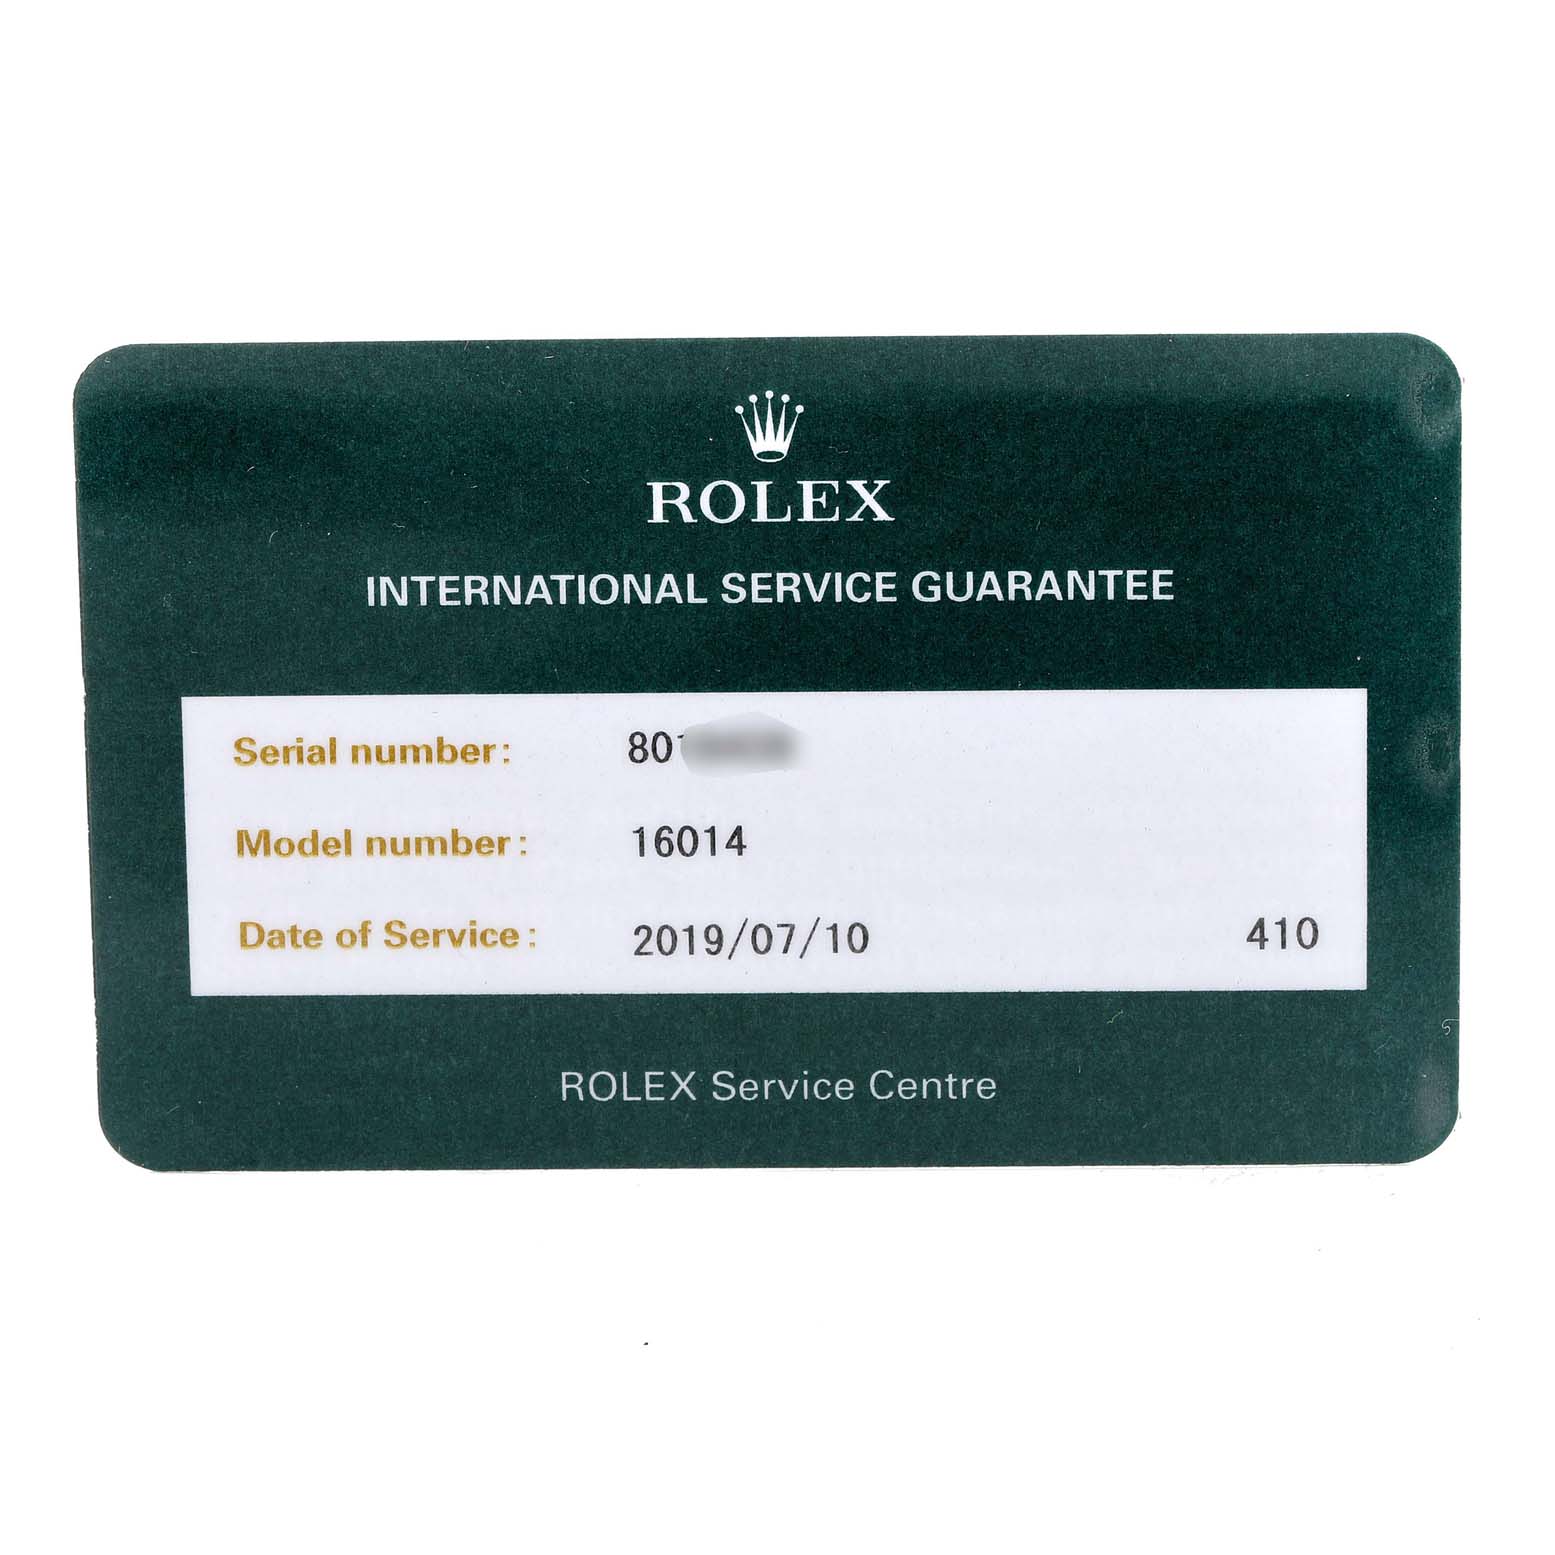 ROLEX
INTERNATIONAL SERVICE GUARANTEE
Serial number: 80
Model number: 16014
Date of Service: 2019/07/10 410
ROLEX Service Centre